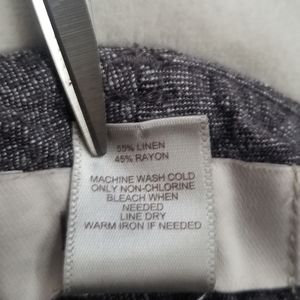 55% LINEN
45% RAYON
MACHINE WASH COLD
ONLY NON-CHLORINE
BLEACH WHEN
NEEDED
LINE DRY
WARM IRON IF NEEDED